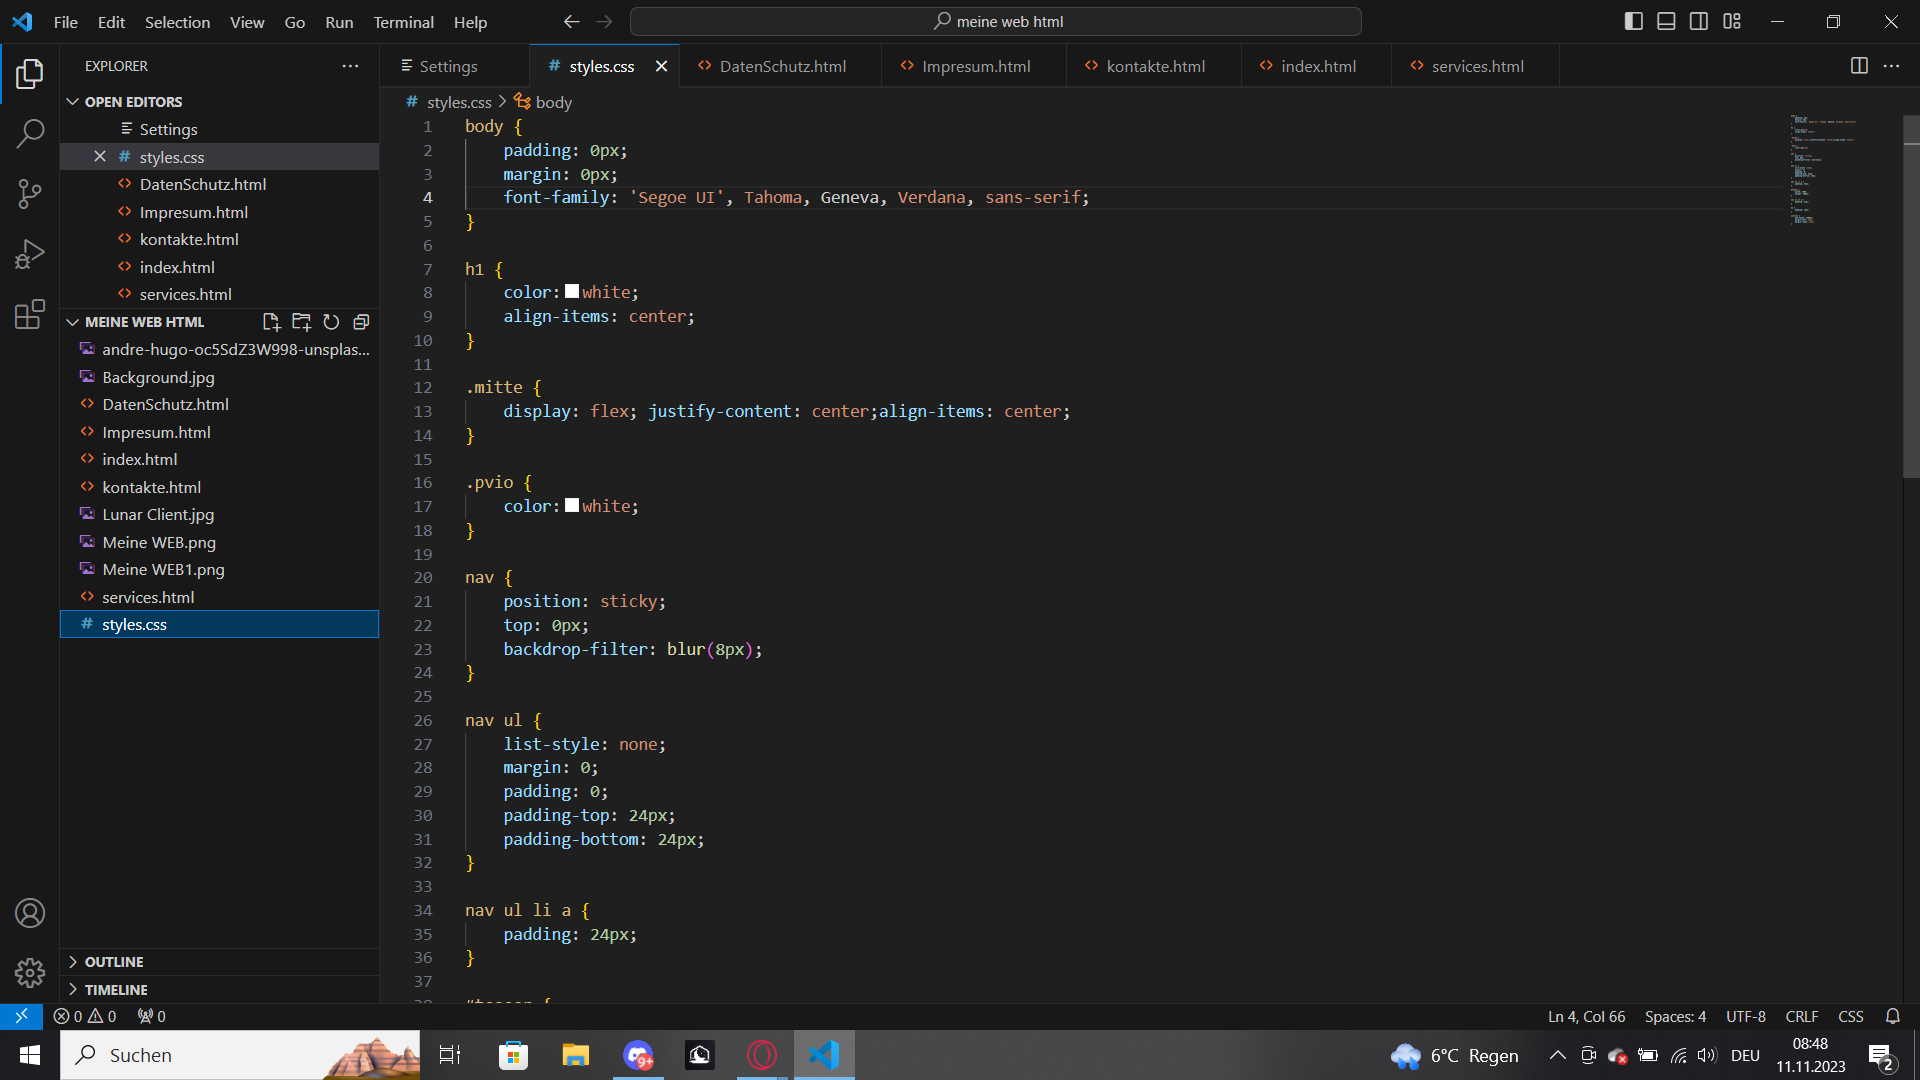 File Edit Selection View Go Run Terminal Help
meine web html
EXPLORER
OPEN EDITORS
Settings
styles.css
DatenSchutz.html
Impresum.html
kontakte.html
index.html
services.html
MEINE WEB HTML
andre-hugo-oc5SdZ3W998-unsplas...
Background.jpg
DatenSchutz.html
Impresum.html
index.html
kontakte.html
Lunar Client.jpg
Meine WEB.png
Meine WEB1.png
services.html
styles.css
OUTLINE
TIMELINE
Settings styles.css DatenSchutz.html Impresum.html kontakte.html index.html services.html
styles.css > body
1 body {
2 padding: 0px;
3 margin: 0px;
4 font-family: 'Segoe UI', Tahoma, Geneva, Verdana, sans-serif;
5 }
6
7 h1 {
8 color: white;
9 align-items: center;
10 }
11
12 .mitte {
13 display: flex; justify-content: center;align-items: center;
14 }
15
16 .pvio {
17 color: white;
18 }
19
20 nav {
21 position: sticky;
22 top: 0px;
23 backdrop-filter: blur(8px);
24 }
25
26 nav ul {
27 list-style: none;
28 margin: 0;
29 padding: 0;
30 padding-top: 24px;
31 padding-bottom: 24px;
32 }
33
34 nav ul li a {
35 padding: 24px;
36 }
37
0 0 0
Ln 4, Col 66 Spaces: 4 UTF-8 CRLF CSS
Suchen
9+
6°C Regen
DEU
08:48
11.11.2023
2